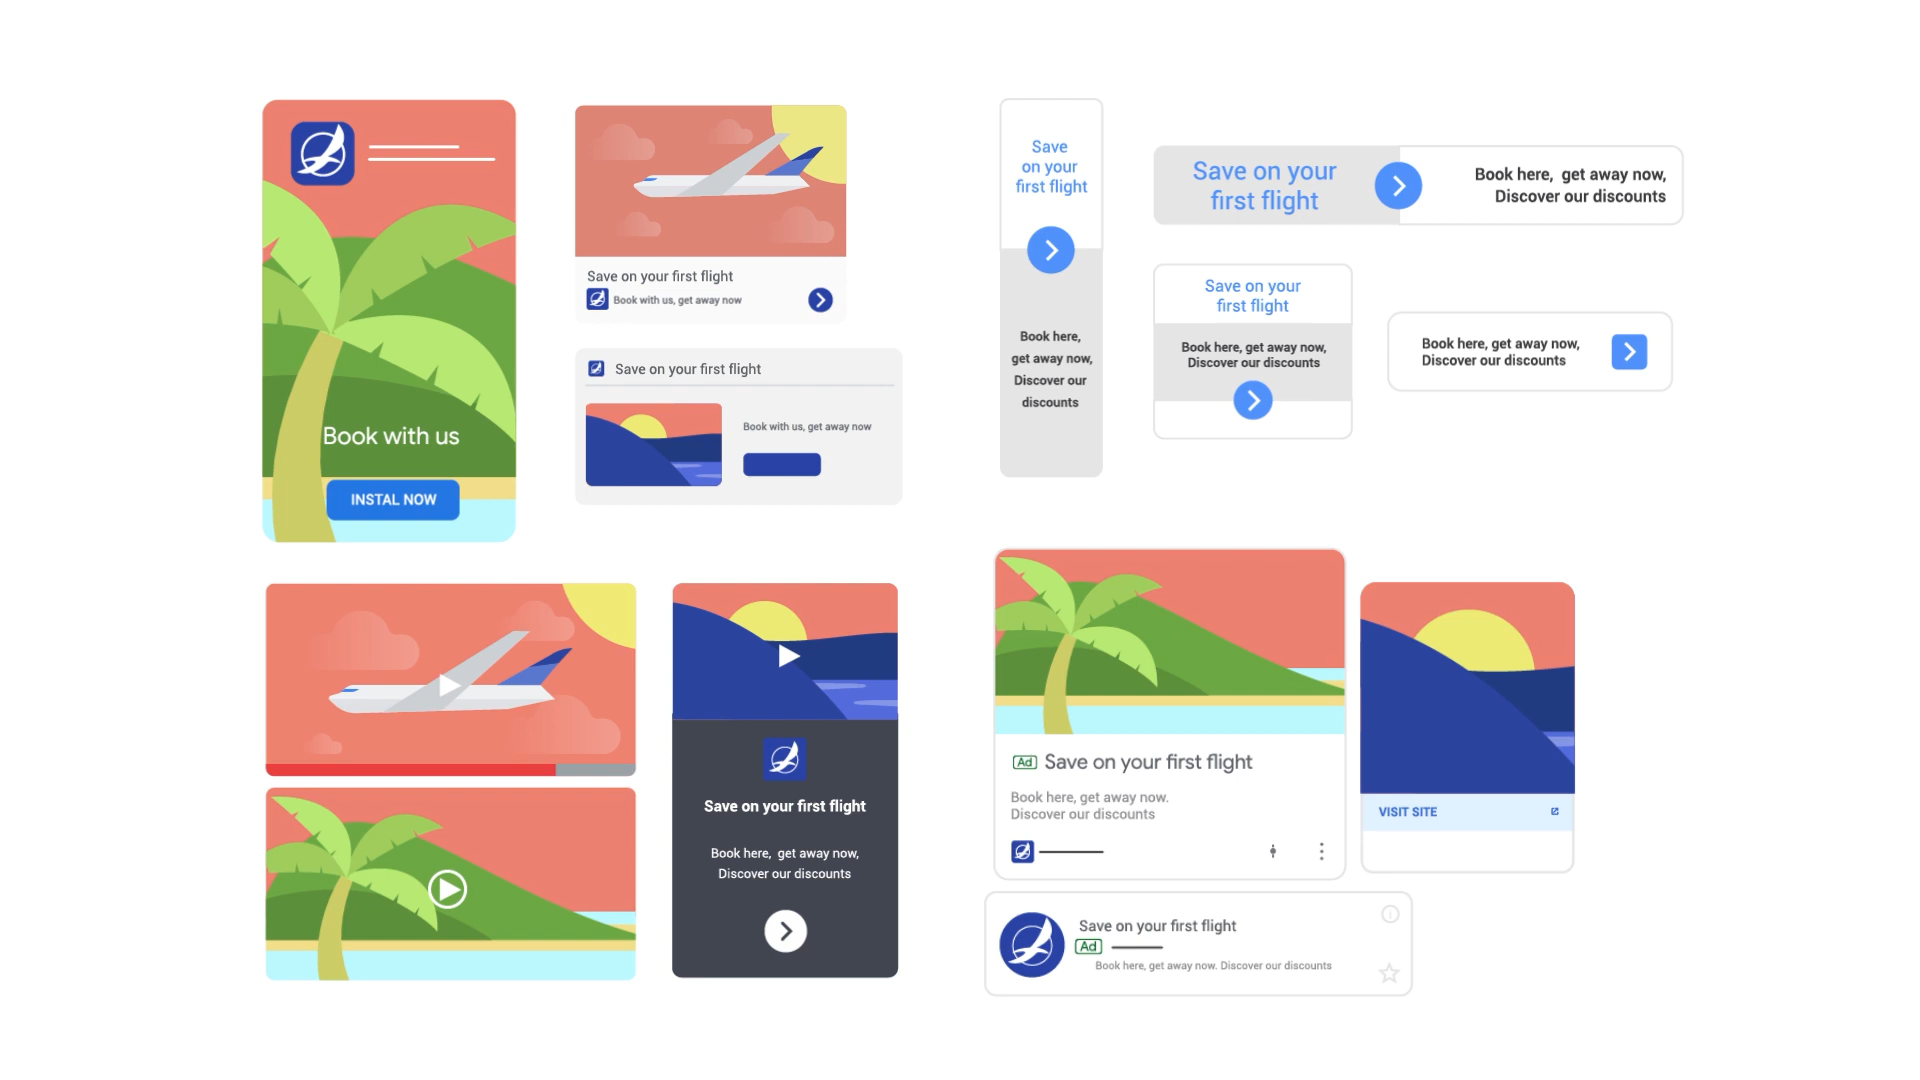 Book with us
INSTAL NOW
Save on your first flight
Book with us, get away now
Save on your first flight
Book with us, get away now
Save
on your
first flight
Book here,
get away now,
Discover our
discounts
Save on your
first flight
Book here, get away now,
Discover our discounts
Save on your
first flight
Book here, get away now,
Discover our discounts
Book here, get away now,
Discover our discounts
Save on your first flight
Book here, get away now,
Discover our discounts
Ad Save on your first flight
Book here, get away now.
Discover our discounts
VISIT SITE
Save on your first flight
Ad
Book here, get away now. Discover our discounts